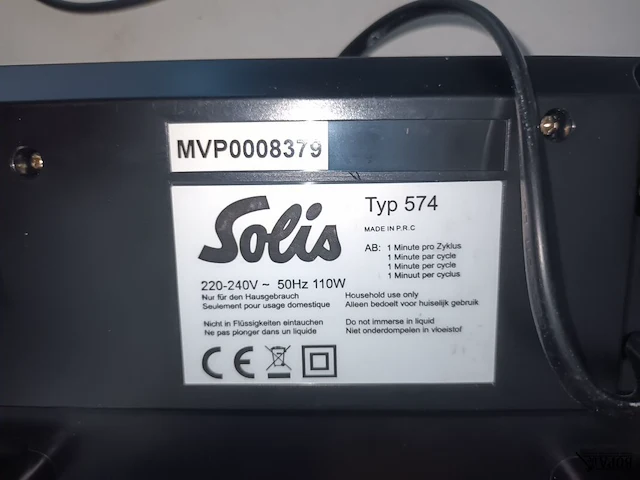 MVP0008379
Solis
Typ 574
MADE IN P.R.C
AB: 1 Minute pro Zyklus
1 Minute par cycle
1 Minute per cycle
1 Minuut per cyclus
220-240V ~ 50Hz 110W
Nur für den Hausgebrauch
Seulement pour usage domestique
Household use only
Alleen bedoelt voor huiselijk gebruik
Nicht in Flüssigkeiten eintauchen
Ne pas plonger dans un liquide
Do not immerse in liquid
Niet onderdompelen in vloeistof
CE